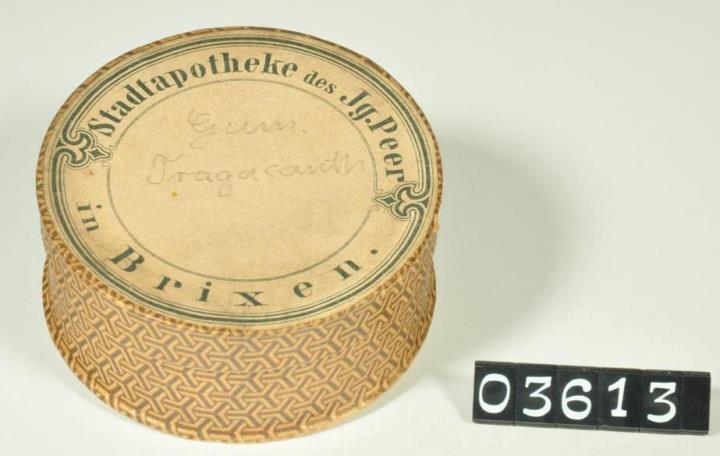 Stadtapotheke des Jg. Peer
in Brixen.
Gum.
Tragacanth
03613